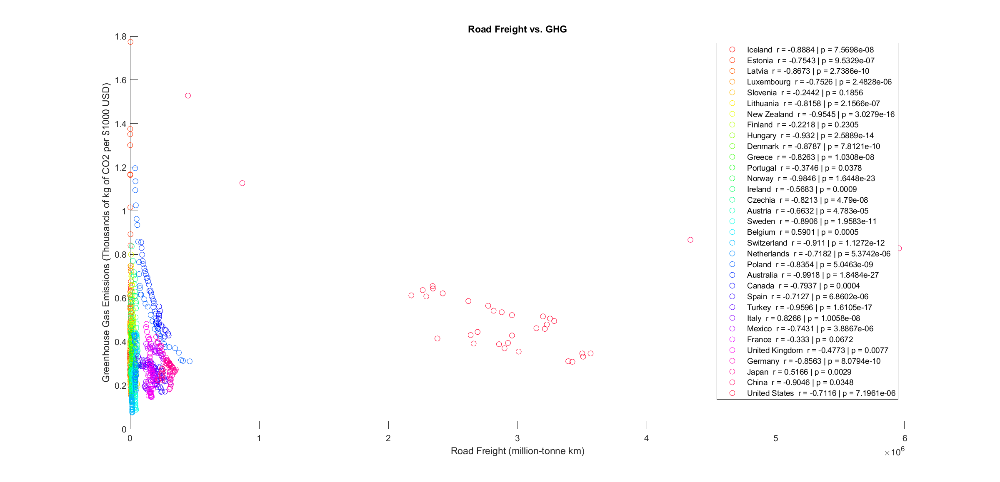 Road Freight vs. GHG
1.8
1.6
1.4
1.2
1
0.8
0.6
0.4
0.2
0
Greenhouse Gas Emissions (Thousands of kg of CO2 per $1000 USD)
0 1 2 3 4 5 6
×10⁶
Road Freight (million-tonne km)
Iceland r = -0.8884 | p = 7.5698e-08
Estonia r = -0.7543 | p = 9.5329e-07
Latvia r = -0.8673 | p = 2.7386e-10
Luxembourg r = -0.7526 | p = 2.4828e-06
Slovenia r = -0.2442 | p = 0.1856
Lithuania r = -0.8158 | p = 2.1566e-07
New Zealand r = -0.9545 | p = 3.0279e-16
Finland r = -0.2218 | p = 0.2305
Hungary r = -0.932 | p = 2.5889e-14
Denmark r = -0.8787 | p = 7.8121e-10
Greece r = -0.8263 | p = 1.0308e-08
Portugal r = -0.3746 | p = 0.0378
Norway r = -0.9846 | p = 1.6448e-23
Ireland r = -0.5683 | p = 0.0009
Czechia r = -0.8213 | p = 4.79e-08
Austria r = -0.6632 | p = 4.783e-05
Sweden r = -0.8906 | p = 1.9583e-11
Belgium r = 0.5901 | p = 0.0005
Switzerland r = -0.911 | p = 1.1272e-12
Netherlands r = -0.7182 | p = 5.3742e-06
Poland r = -0.8354 | p = 5.0463e-09
Australia r = -0.9918 | p = 1.8484e-27
Canada r = -0.7937 | p = 0.0004
Spain r = -0.7127 | p = 6.8602e-06
Turkey r = -0.9596 | p = 1.6105e-17
Italy r = 0.8266 | p = 1.0058e-08
Mexico r = -0.7431 | p = 3.8867e-06
France r = -0.333 | p = 0.0672
United Kingdom r = -0.4773 | p = 0.0077
Germany r = -0.8563 | p = 8.0794e-10
Japan r = 0.5166 | p = 0.0029
China r = -0.9046 | p = 0.0348
United States r = -0.7116 | p = 7.1961e-06